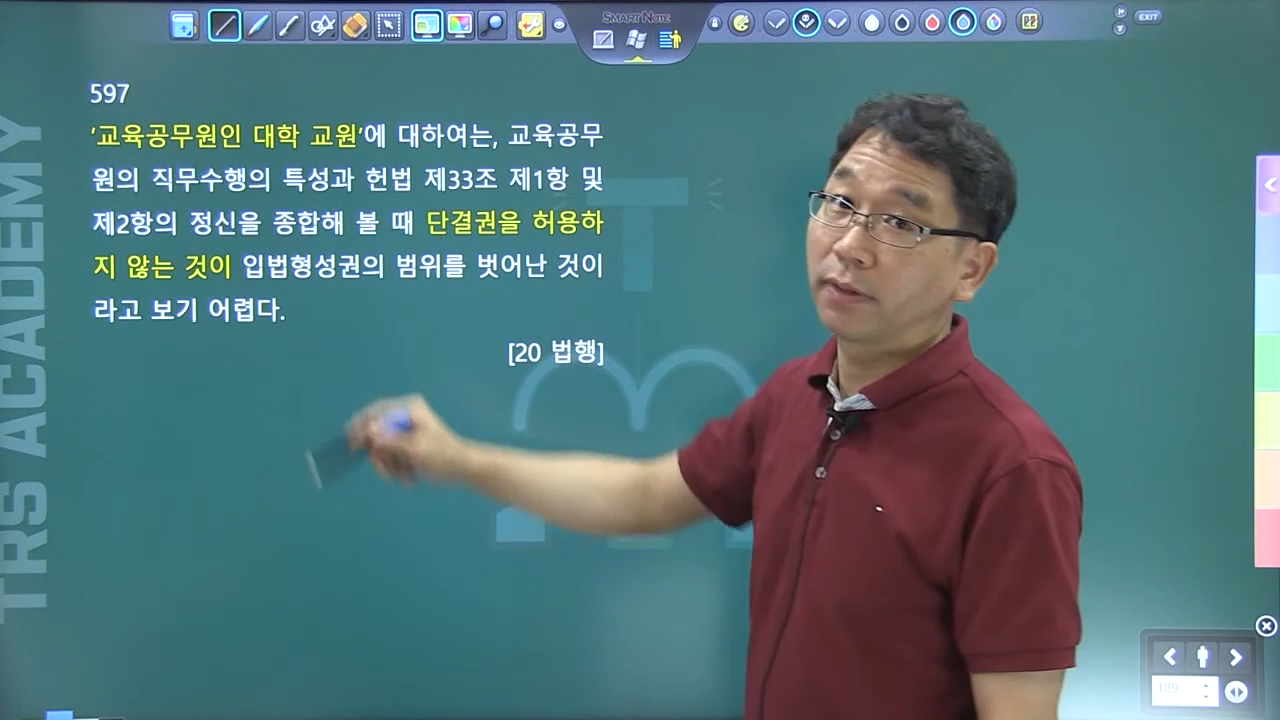 SMART NOTE
EXIT
597
'교육공무원인 대학 교원'에 대하여는, 교육공무
원의 직무수행의 특성과 헌법 제33조 제1항 및
제2항의 정신을 종합해 볼 때 단결권을 허용하
지 않는 것이 입법형성권의 범위를 벗어난 것이
라고 보기 어렵다.
[20 법행]
TRS ACADEMY
189